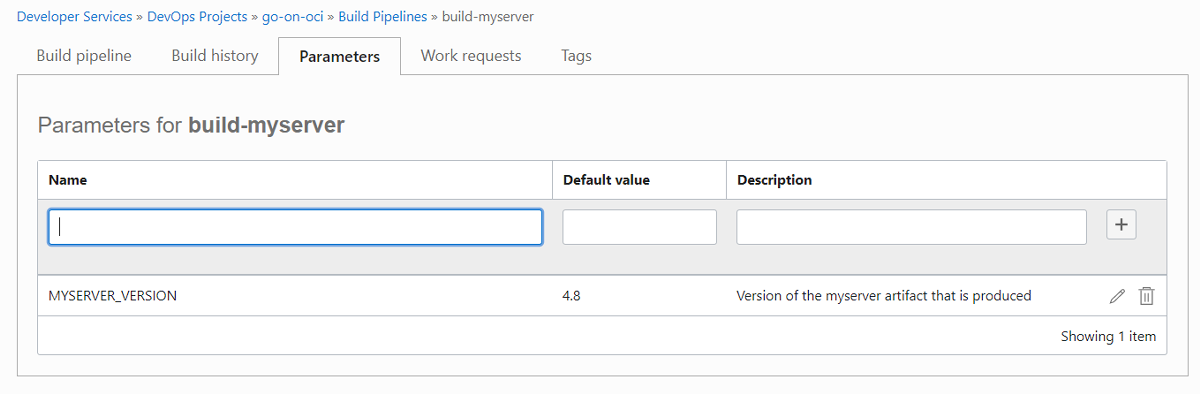 Developer Services » DevOps Projects » go-on-oci » Build Pipelines » build-myserver
Build pipeline Build history Parameters Work requests Tags
Parameters for build-myserver
Name Default value Description
MYSERVER_VERSION 4.8 Version of the myserver artifact that is produced
Showing 1 item